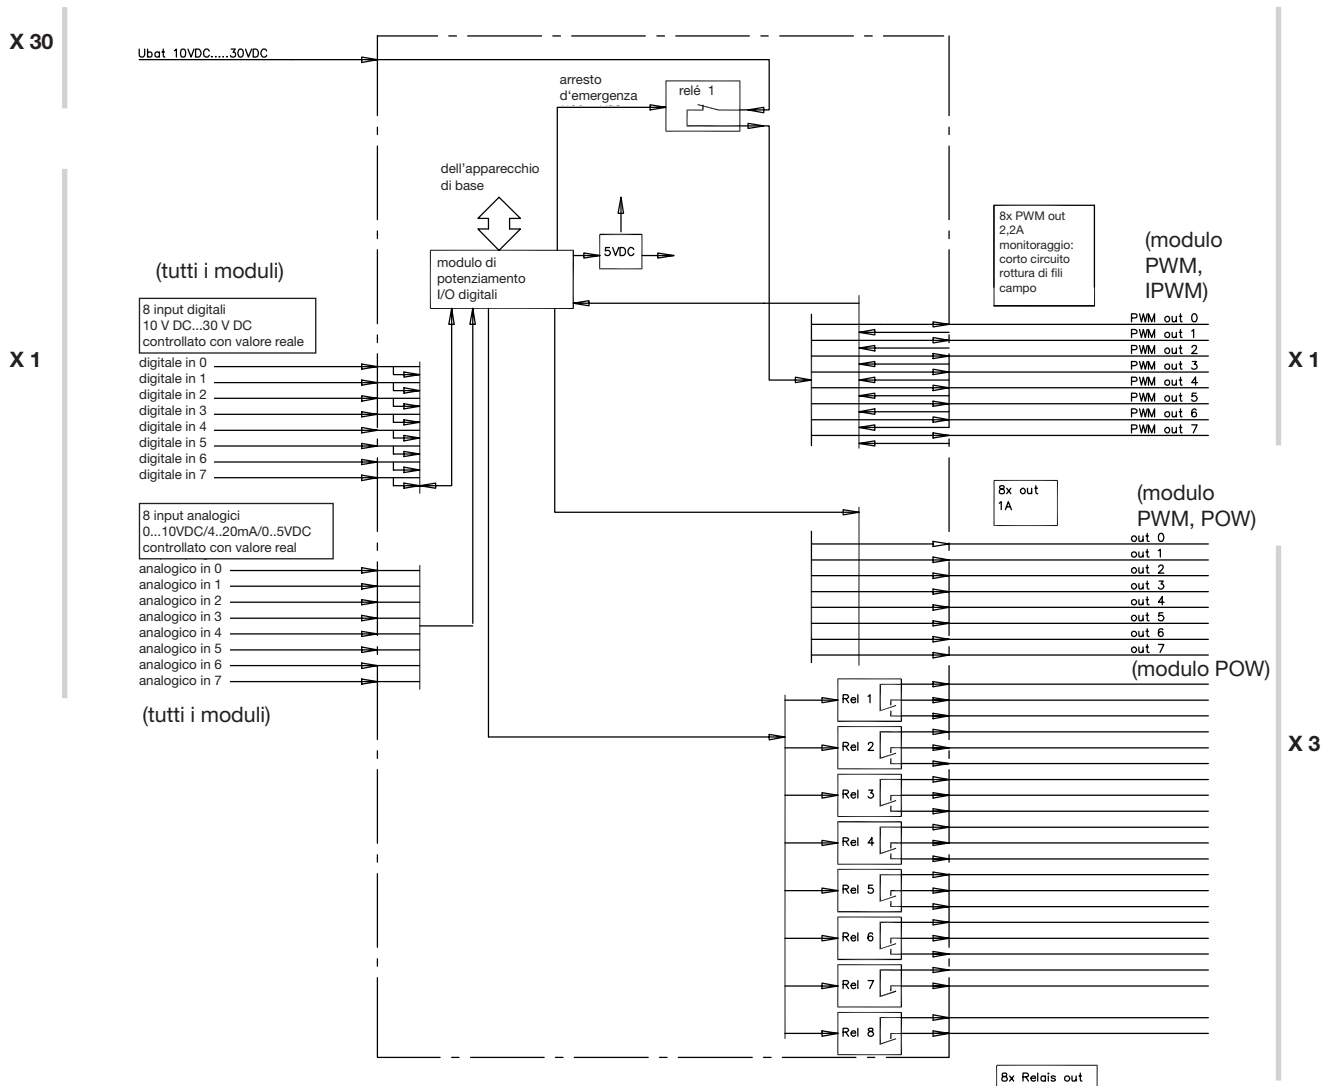 X 30
Ubat 10VDC.....30VDC
arresto
d'emergenza
relé 1
dell'apparecchio
di base
X 1
(tutti i moduli)
modulo di
potenziamento
I/O digitali
5VDC
8x PWM out
2,2A
monitoraggio:
corto circuito
rottura di fili
campo
(modulo
PWM,
IPWM)
8 input digitali
10 V DC...30 V DC
controllato con valore reale
digitale in 0
digitale in 1
digitale in 2
digitale in 3
digitale in 4
digitale in 5
digitale in 6
digitale in 7
PWM out 0
PWM out 1
PWM out 2
PWM out 3
PWM out 4
PWM out 5
PWM out 6
PWM out 7
X 1
8 input analogici
0...10VDC/4..20mA/0..5VDC
controllato con valore real
analogico in 0
analogico in 1
analogico in 2
analogico in 3
analogico in 4
analogico in 5
analogico in 6
analogico in 7
(tutti i moduli)
8x out
1A
(modulo
PWM, POW)
out 0
out 1
out 2
out 3
out 4
out 5
out 6
out 7
(modulo POW)
Rel 1
Rel 2
Rel 3
Rel 4
Rel 5
Rel 6
Rel 7
Rel 8
X 3
8x Relais out